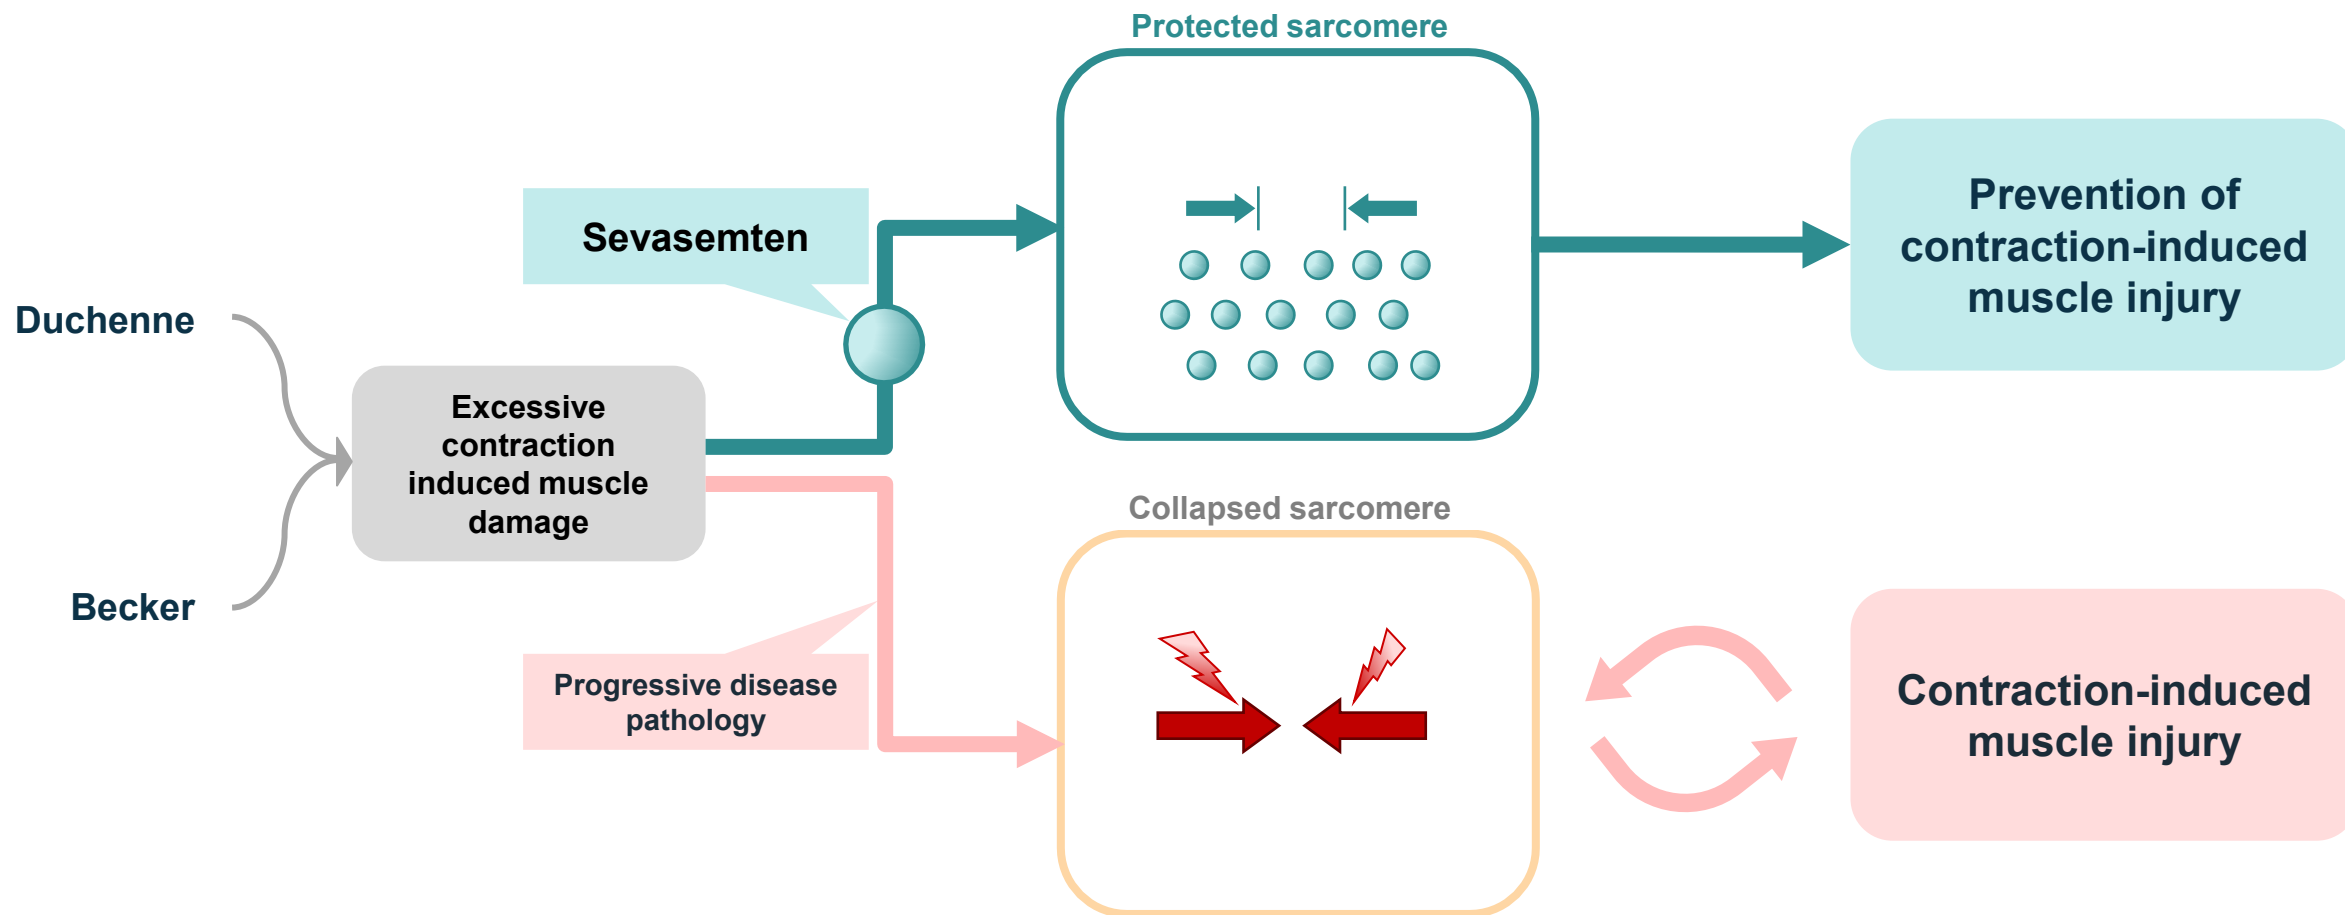 Protected sarcomere
Sevasemten
Prevention of
contraction-induced
muscle injury
Duchenne
Excessive
contraction
induced muscle
damage
Becker
Progressive disease
pathology
Collapsed sarcomere
Contraction-induced
muscle injury